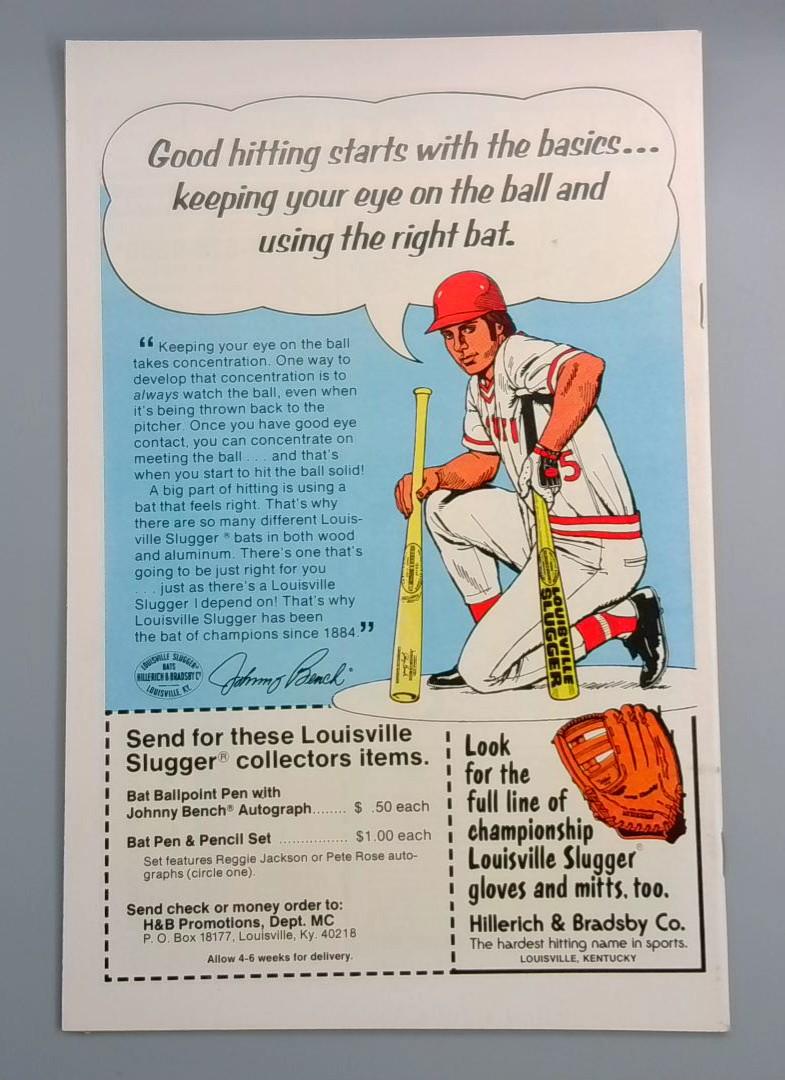 Good hitting starts with the basics...
keeping your eye on the ball and
using the right bat.
“ Keeping your eye on the ball
takes concentration. One way to
develop that concentration is to
always watch the ball, even when
it's being thrown back to the
pitcher. Once you have good eye
contact, you can concentrate on
meeting the ball . . . and that's
when you start to hit the ball solid!
A big part of hitting is using a
bat that feels right. That's why
there are so many different Louis-
ville Slugger® bats in both wood
and aluminum. There's one that's
going to be just right for you
. . . just as there's a Louisville
Slugger I depend on! That's why
Louisville Slugger has been
the bat of champions since 1884.”
LOUISVILLE SLUGGER®
BATS
HILLERICH & BRADSBY Cº
LOUISVILLE, KY.
Johnny Bench®
5
LOUISVILLE
SLUGGER
Send for these Louisville
Slugger® collectors items.
Bat Ballpoint Pen with
Johnny Bench® Autograph........ $ .50 each
Bat Pen & Pencil Set ................ $1.00 each
Set features Reggie Jackson or Pete Rose auto-
graphs (circle one).
Send check or money order to:
H&B Promotions, Dept. MC
P. O. Box 18177, Louisville, Ky. 40218
Allow 4-6 weeks for delivery.
Look
for the
full line of
championship
Louisville Slugger®
gloves and mitts, too.
Hillerich & Bradsby Co.
The hardest hitting name in sports.
LOUISVILLE, KENTUCKY